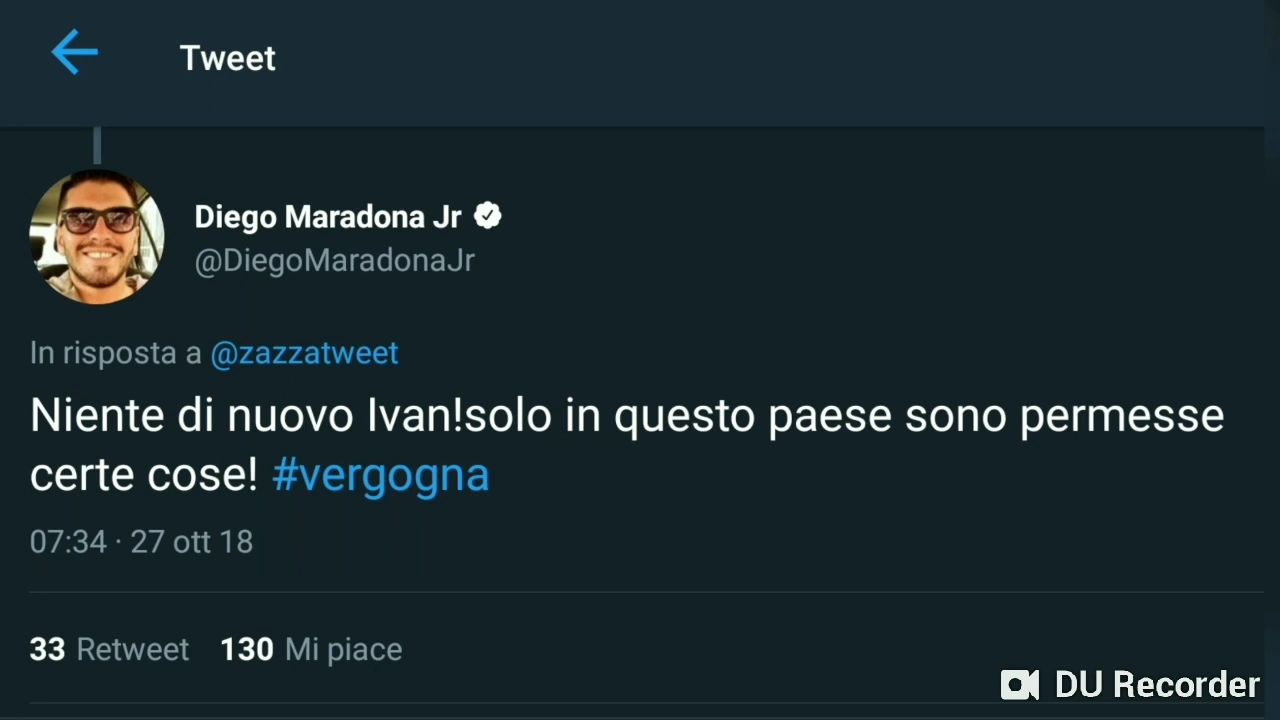 Tweet
Diego Maradona Jr
@DiegoMaradonaJr
In risposta a @zazzatweet
Niente di nuovo Ivan!solo in questo paese sono permesse
certe cose! #vergogna
07:34 · 27 ott 18
33 Retweet 130 Mi piace
DU Recorder